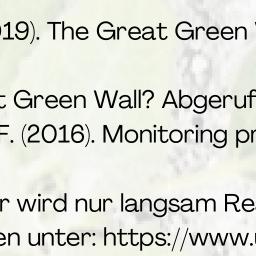 019). The Great Green
t Green Wall? Abgeruf
F. (2016). Monitoring pr
r wird nur langsam Re
en unter: https://www.u